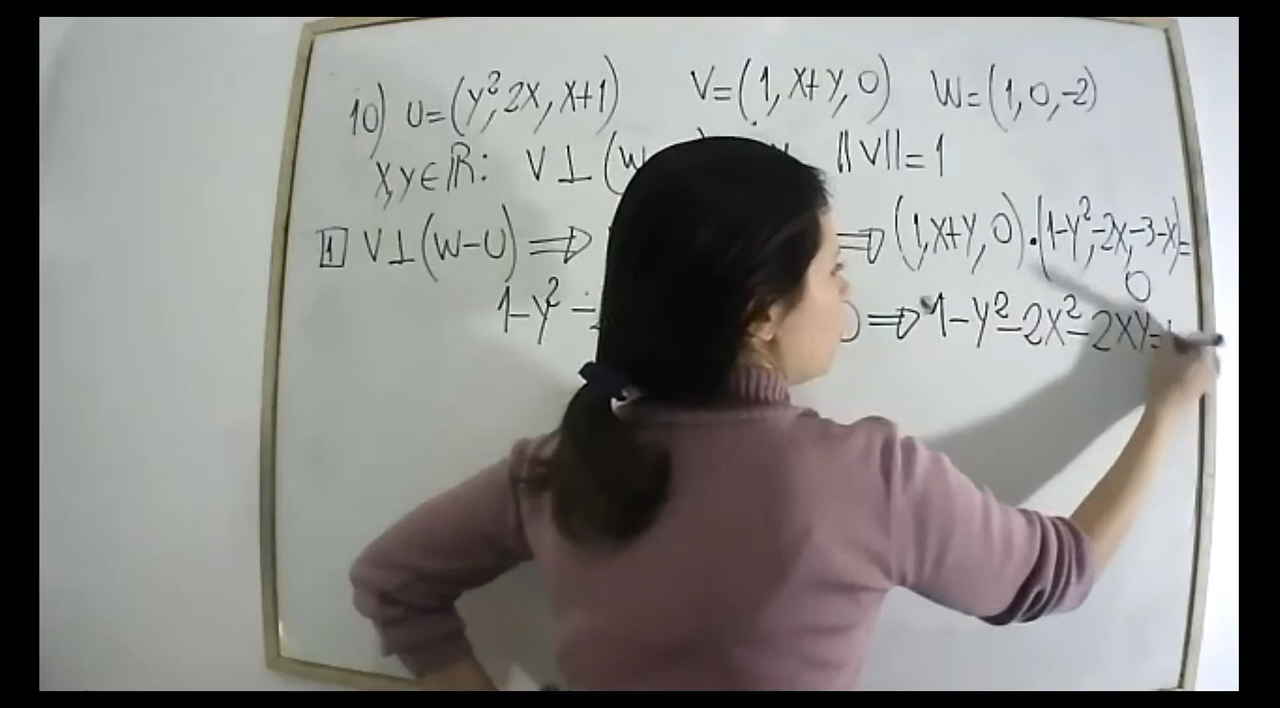 10) U=(y², 2x, x+1) V=(1, x+y, 0) W=(1, 0, -2)
x,y∈ℝ: V⊥(W ||V||=1
1 V⊥(W-U) ⇒ ⇒ (1, x+y, 0)·(1-y², -2x, -3-x)=
0
1-y²- 0 ⇒ 1-y²-2x²-2xy=